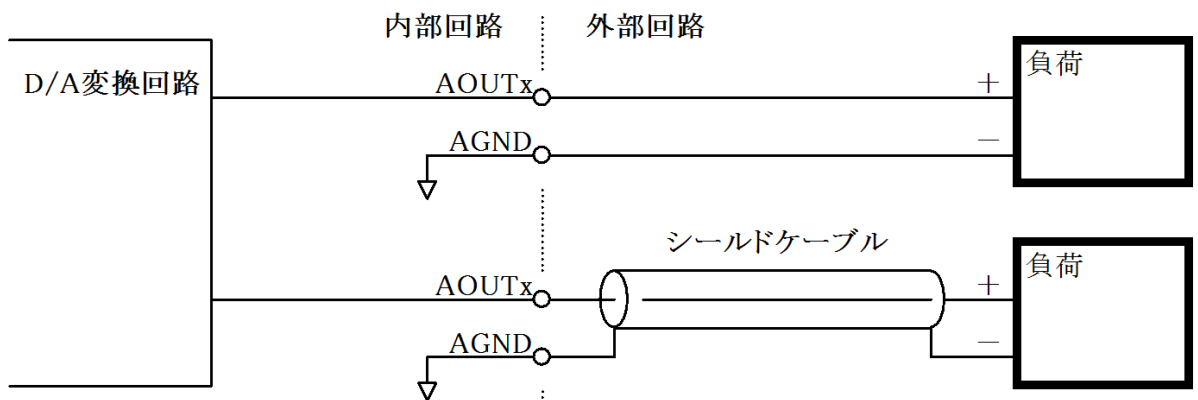 内部回路
外部回路
D/A変換回路
AOUTx
+
負荷
AGND
−
シールドケーブル
AOUTx
+
負荷
AGND
−